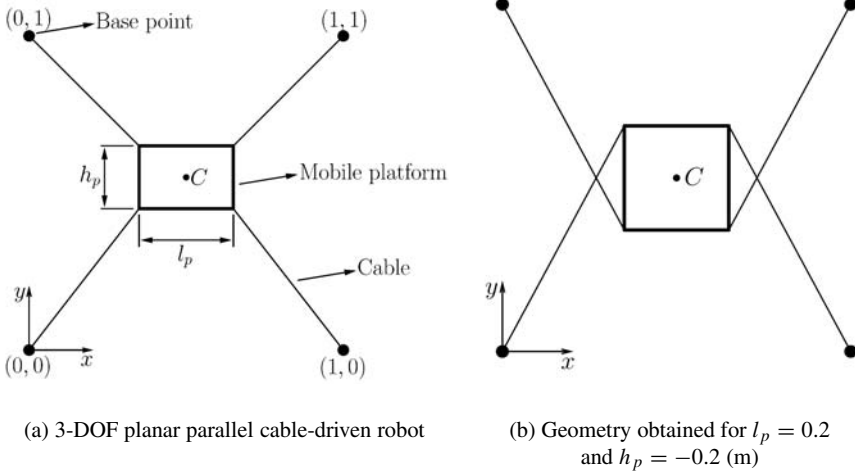 (0, 1)
Base point
(1, 1)
h_p
C
Mobile platform
l_p
Cable
y
x
(0, 0)
(1, 0)
(a) 3-DOF planar parallel cable-driven robot
C
y
x
(b) Geometry obtained for l_p = 0.2
and h_p = −0.2 (m)